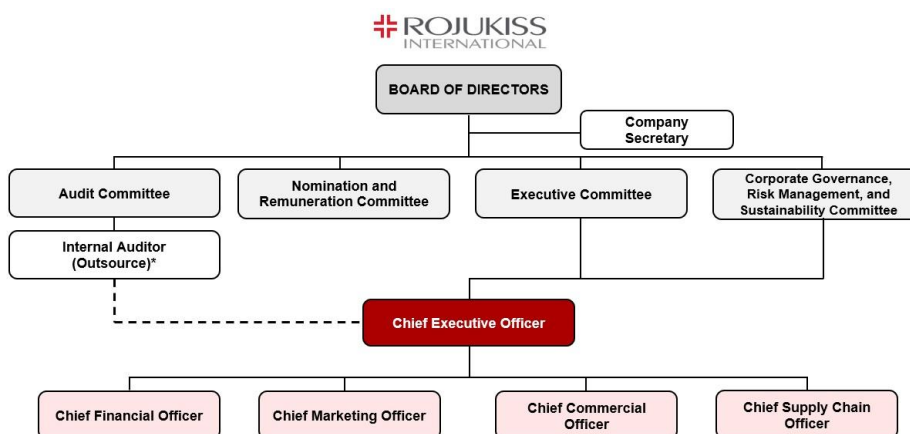 ROJUKISS
INTERNATIONAL
BOARD OF DIRECTORS
Company
Secretary
Audit Committee
Nomination and
Remuneration Committee
Executive Committee
Corporate Governance,
Risk Management, and
Sustainability Committee
Internal Auditor
(Outsource)*
Chief Executive Officer
Chief Financial Officer
Chief Marketing Officer
Chief Commercial
Officer
Chief Supply Chain
Officer